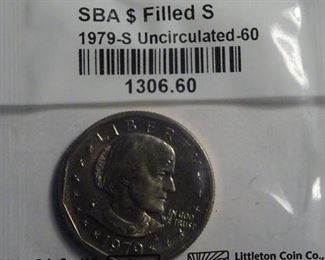 SBA $ Filled S
1979-S Uncirculated-60
1306.60
LIBERTY
IN GOD
WE TRUST
1979
Littleton Coin Co.,